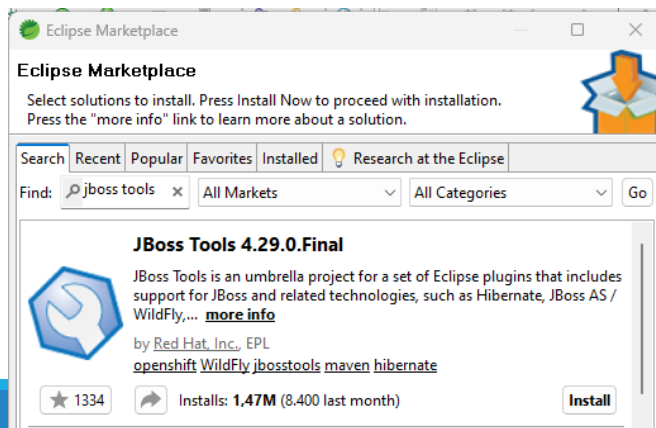 Eclipse Marketplace
Eclipse Marketplace
Select solutions to install. Press Install Now to proceed with installation.
Press the "more info" link to learn more about a solution.
Search Recent Popular Favorites Installed Research at the Eclipse
Find: jboss tools All Markets All Categories Go
JBoss Tools 4.29.0.Final
JBoss Tools is an umbrella project for a set of Eclipse plugins that includes
support for JBoss and related technologies, such as Hibernate, JBoss AS /
WildFly,... more info
by Red Hat, Inc., EPL
openshift WildFly jbosstools maven hibernate
1334 Installs: 1,47M (8.400 last month) Install